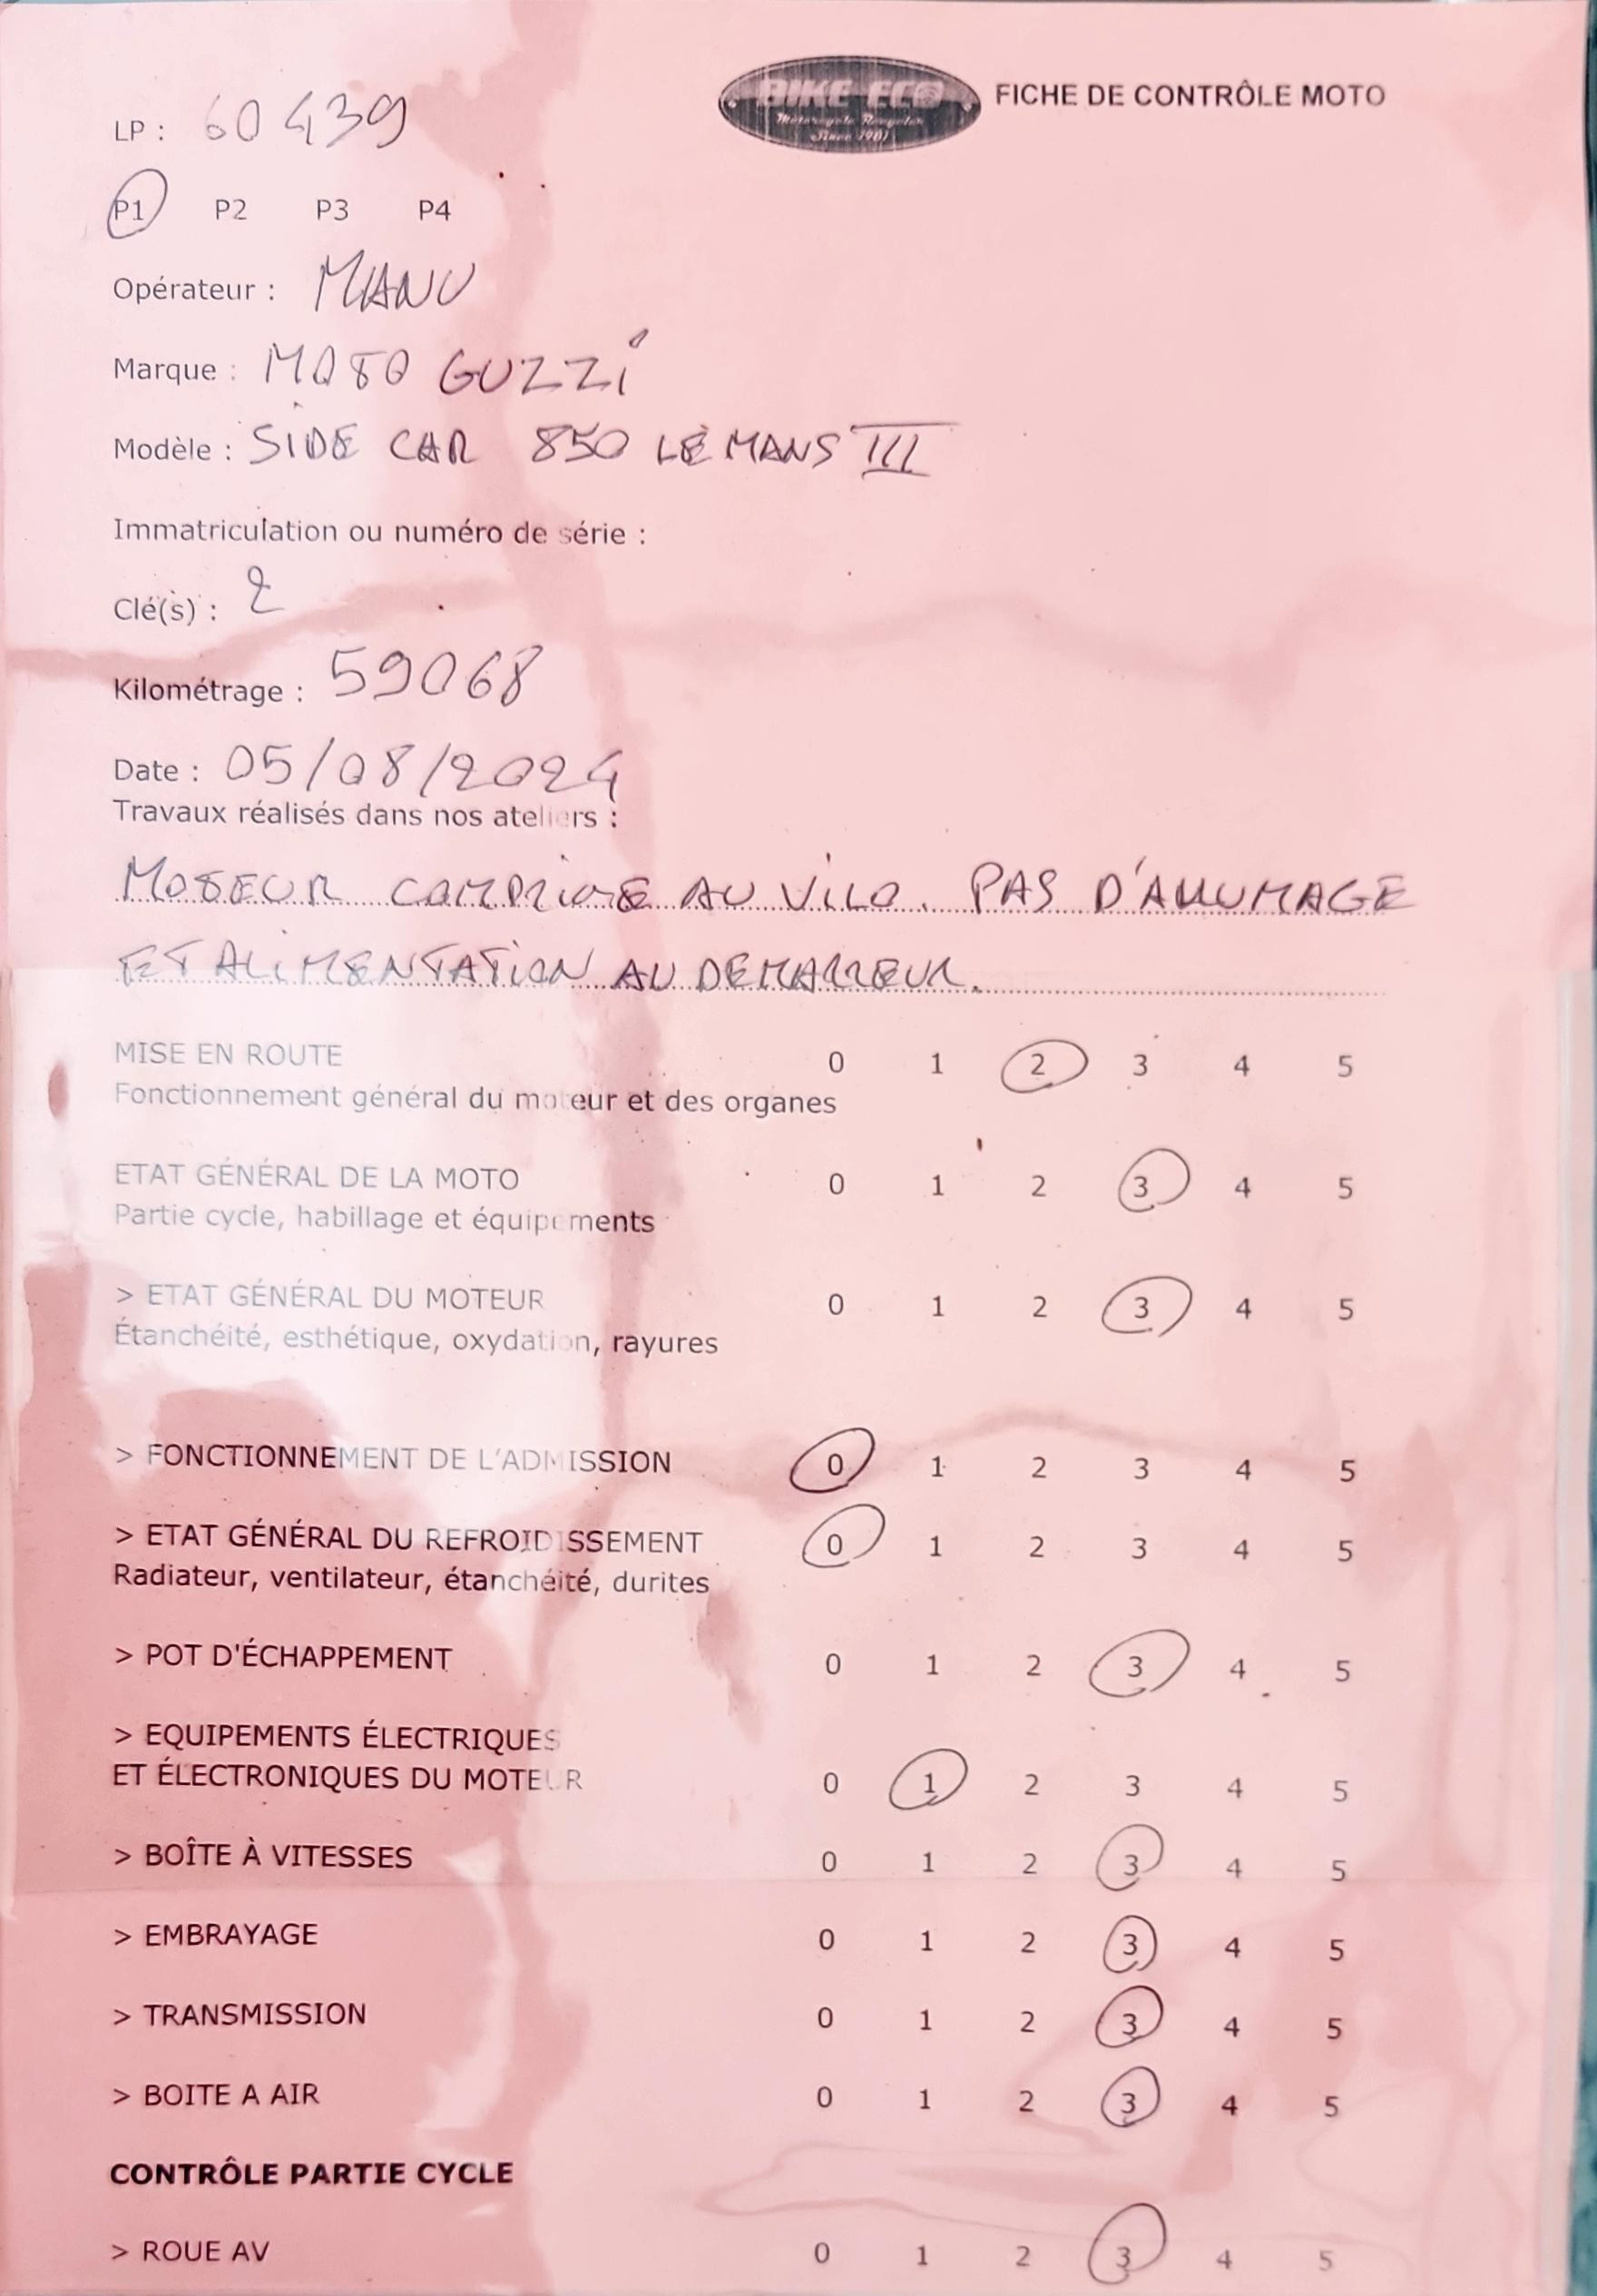 BIKE-ECO
Motorcycle Recycler
Since 1981
FICHE DE CONTRÔLE MOTO
LP : 60439
P1 P2 P3 P4
Opérateur : MANU
Marque : MOTO GUZZi
Modèle : SIDE CAR 850 LE MANS III
Immatriculation ou numéro de série :
Clé(s) : 2
Kilométrage : 59068
Date : 05/08/2024
Travaux réalisés dans nos ateliers :
MOTEUR COMPRIME AU ViLO. PAS D'ALLUMAGE
ET ALiMENTATiON AU DEMARREUR.
MISE EN ROUTE 0 1 2 3 4 5
Fonctionnement général du moteur et des organes
ETAT GÉNÉRAL DE LA MOTO 0 1 2 3 4 5
Partie cycle, habillage et équipements
> ETAT GÉNÉRAL DU MOTEUR 0 1 2 3 4 5
Étanchéité, esthétique, oxydation, rayures
> FONCTIONNEMENT DE L'ADMISSION 0 1 2 3 4 5
> ETAT GÉNÉRAL DU REFROIDISSEMENT 0 1 2 3 4 5
Radiateur, ventilateur, étanchéité, durites
> POT D'ÉCHAPPEMENT 0 1 2 3 4 5
> EQUIPEMENTS ÉLECTRIQUES
ET ÉLECTRONIQUES DU MOTEUR 0 1 2 3 4 5
> BOÎTE À VITESSES 0 1 2 3 4 5
> EMBRAYAGE 0 1 2 3 4 5
> TRANSMISSION 0 1 2 3 4 5
> BOITE A AIR 0 1 2 3 4 5
CONTRÔLE PARTIE CYCLE
> ROUE AV 0 1 2 3 4 5